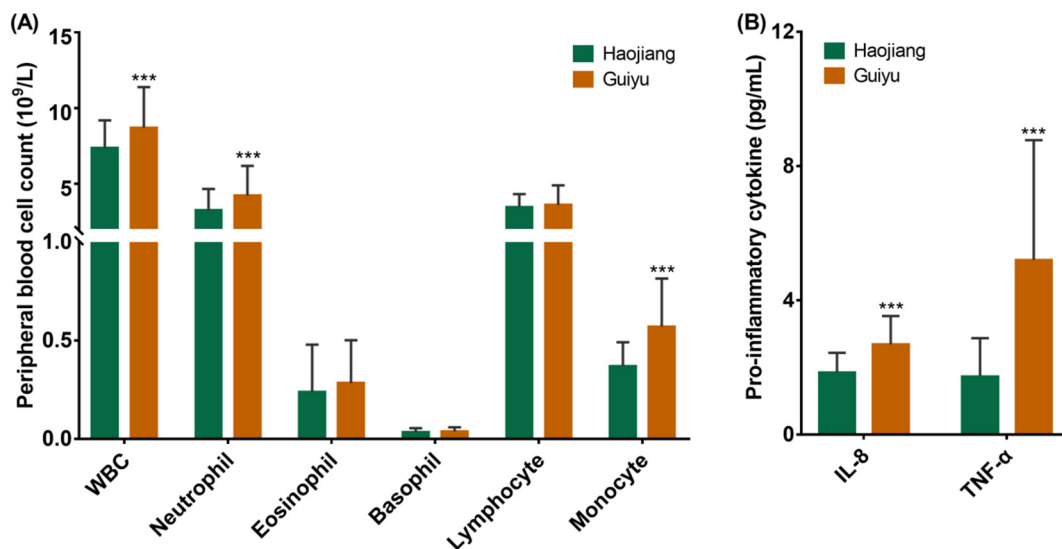 (A)
Peripheral blood cell count (10⁹/L)
15
10
5
1.0
0.5
0.0
Haojiang
Guiyu
***
***
***
WBC
Neutrophil
Eosinophil
Basophil
Lymphocyte
Monocyte
(B)
Pro-inflammatory cytokine (pg/mL)
12
8
4
0
Haojiang
Guiyu
***
***
IL-8
TNF-α